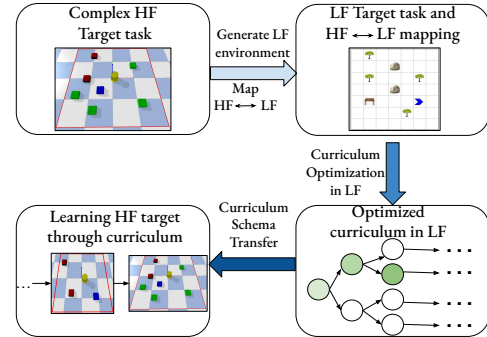 Complex HF
Target task
Generate LF
environment
Map
HF ⟷ LF
LF Target task and
HF ⟷ LF mapping
Curriculum
Optimization
in LF
Optimized
curriculum in LF
. . .
. . .
. . .
. . .
Curriculum
Schema
Transfer
Learning HF target
through curriculum
...